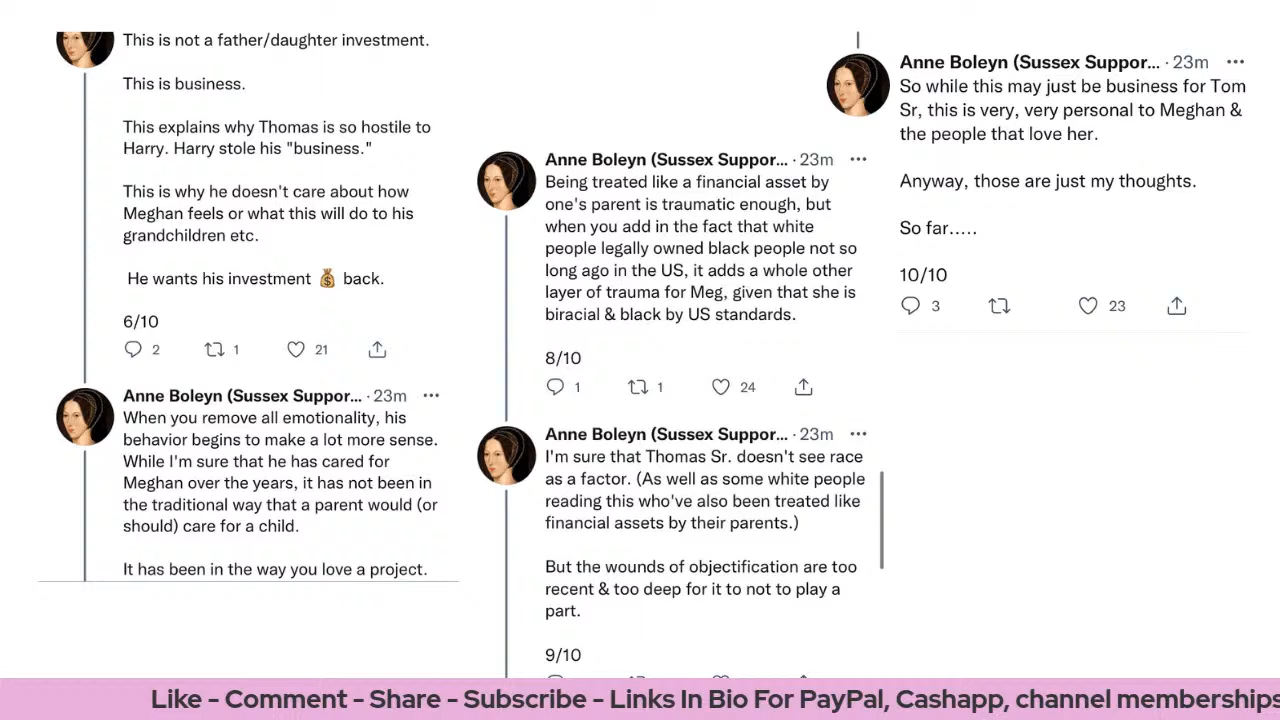 This is not a father/daughter investment.
This is business.
This explains why Thomas is so hostile to
Harry. Harry stole his "business."
This is why he doesn't care about how
Meghan feels or what this will do to his
grandchildren etc.
He wants his investment 💰 back.
6/10
2 1 21
Anne Boleyn (Sussex Suppor... · 23m
When you remove all emotionality, his
behavior begins to make a lot more sense.
While I'm sure that he has cared for
Meghan over the years, it has not been in
the traditional way that a parent would (or
should) care for a child.
It has been in the way you love a project.
Anne Boleyn (Sussex Suppor... · 23m
Being treated like a financial asset by
one's parent is traumatic enough, but
when you add in the fact that white
people legally owned black people not so
long ago in the US, it adds a whole other
layer of trauma for Meg, given that she is
biracial & black by US standards.
8/10
1 1 24
Anne Boleyn (Sussex Suppor... · 23m
I'm sure that Thomas Sr. doesn't see race
as a factor. (As well as some white people
reading this who've also been treated like
financial assets by their parents.)
But the wounds of objectification are too
recent & too deep for it to not to play a
part.
9/10
Anne Boleyn (Sussex Suppor... · 23m
So while this may just be business for Tom
Sr, this is very, very personal to Meghan &
the people that love her.
Anyway, those are just my thoughts.
So far.....
10/10
3 23
Like - Comment - Share - Subscribe - Links In Bio For PayPal, Cashapp, channel memberships